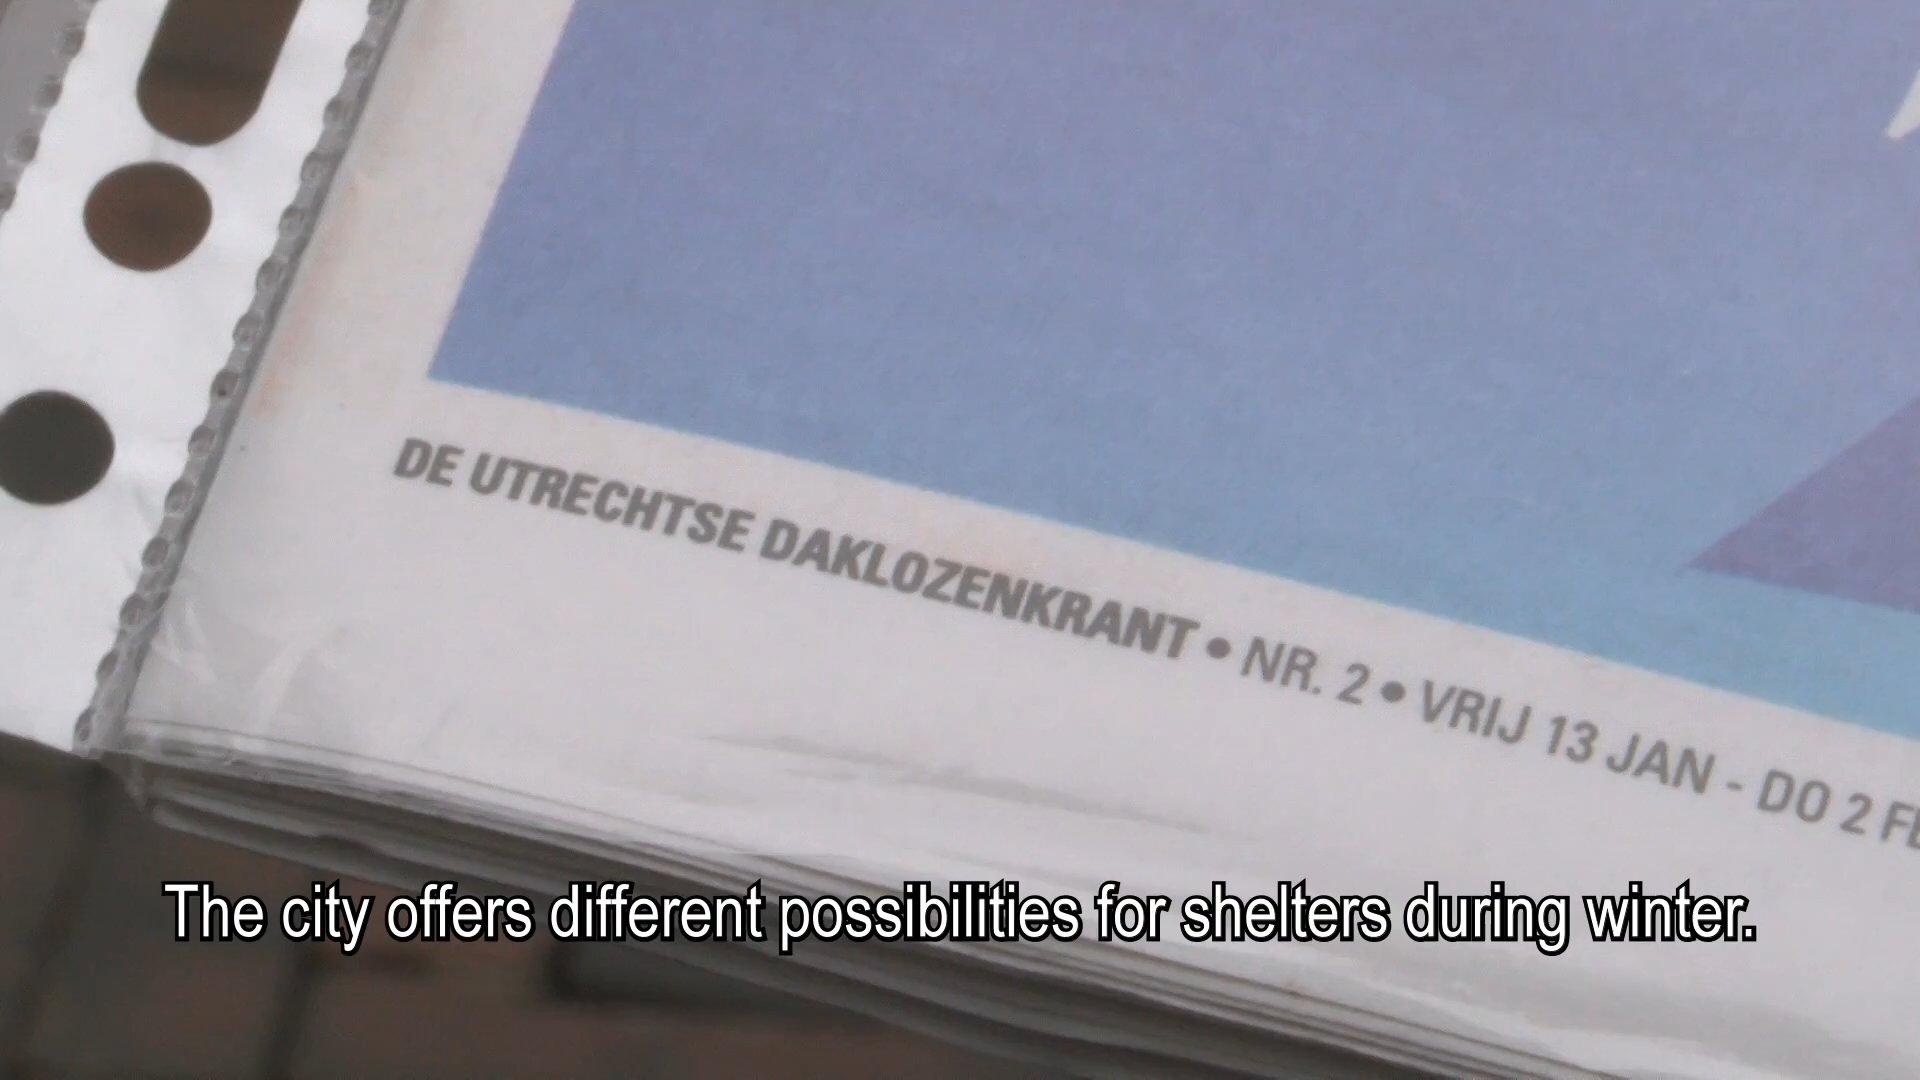 DE UTRECHTSE DAKLOZENKRANT • NR. 2 • VRIJ 13 JAN - DO 2
The city offers different possibilities for shelters during winter.